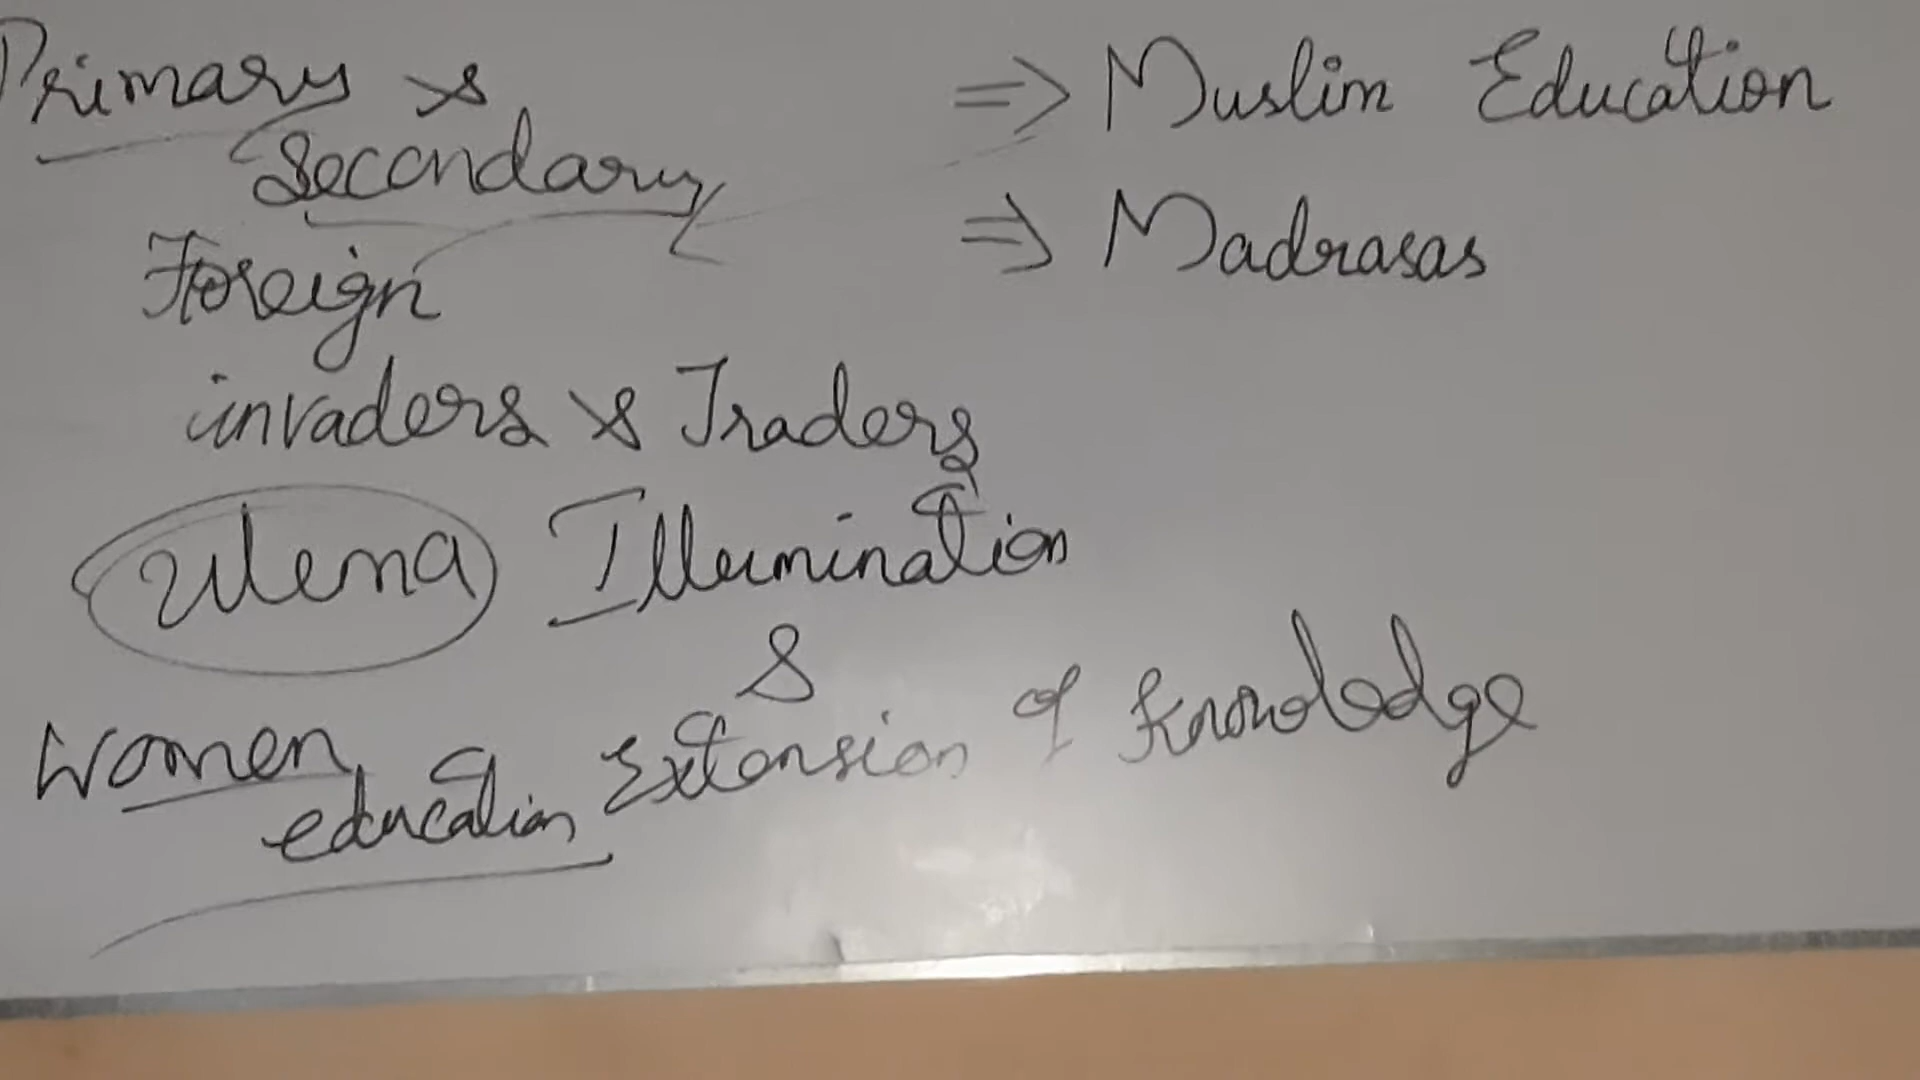 Primary &
Secondary
Foreign
invaders & Traders
Ulema Illumination
&
Women Extension of knowledge
education
⇒ Muslim Education
⇒ Madrasas